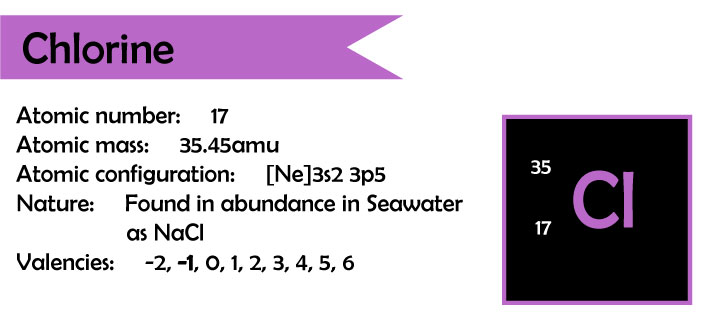 Chlorine
Atomic number: 17
Atomic mass: 35.45amu
Atomic configuration: [Ne]3s2 3p5
Nature: Found in abundance in Seawater
as NaCl
Valencies: -2, -1, 0, 1, 2, 3, 4, 5, 6
35
Cl
17